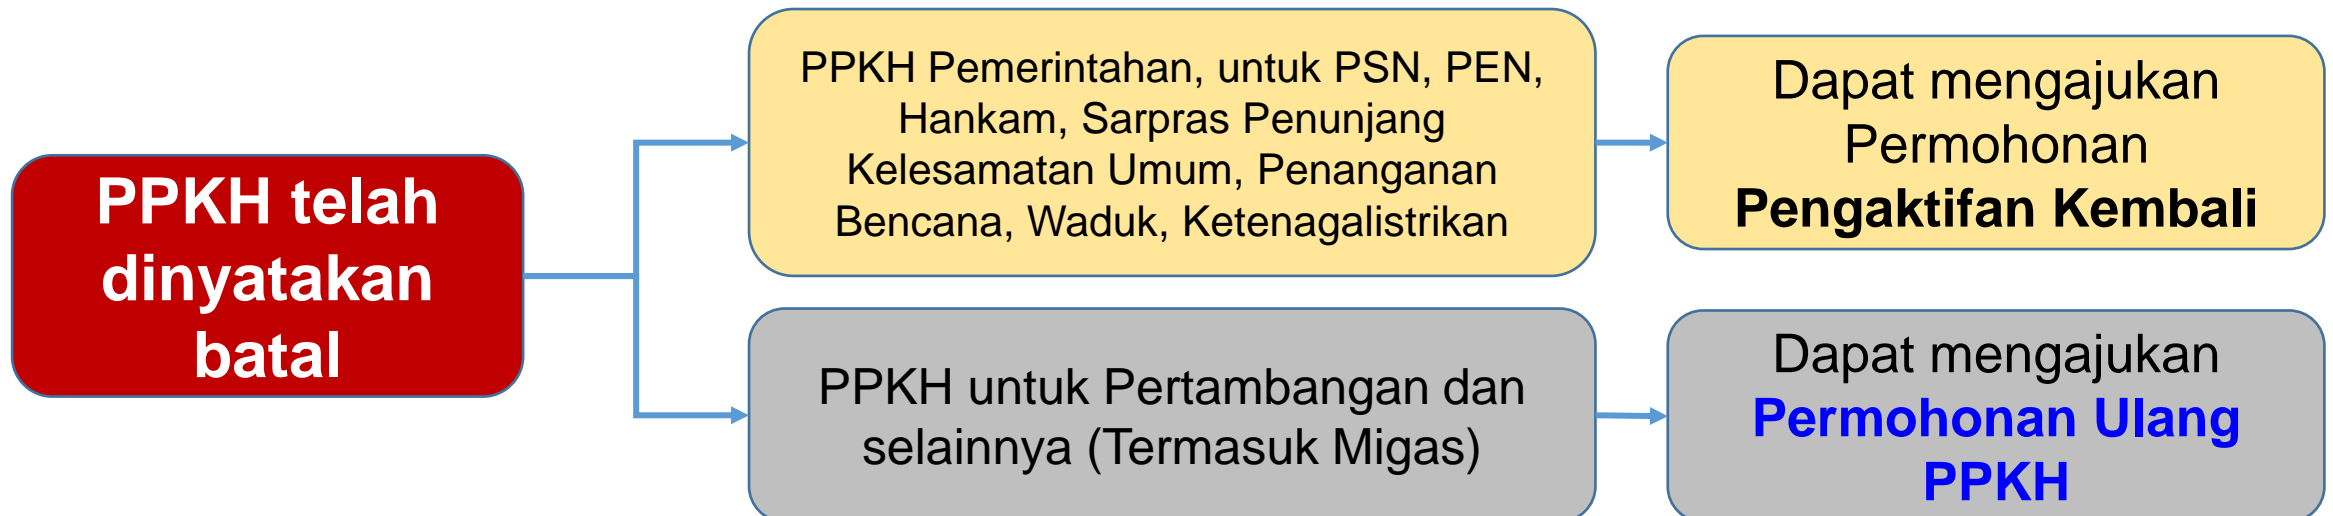 PPKH telah
dinyatakan
batal
PPKH Pemerintahan, untuk PSN, PEN,
Hankam, Sarpras Penunjang
Kelesamatan Umum, Penanganan
Bencana, Waduk, Ketenagalistrikan
Dapat mengajukan
Permohonan
Pengaktifan Kembali
PPKH untuk Pertambangan dan
selainnya (Termasuk Migas)
Dapat mengajukan
Permohonan Ulang
PPKH